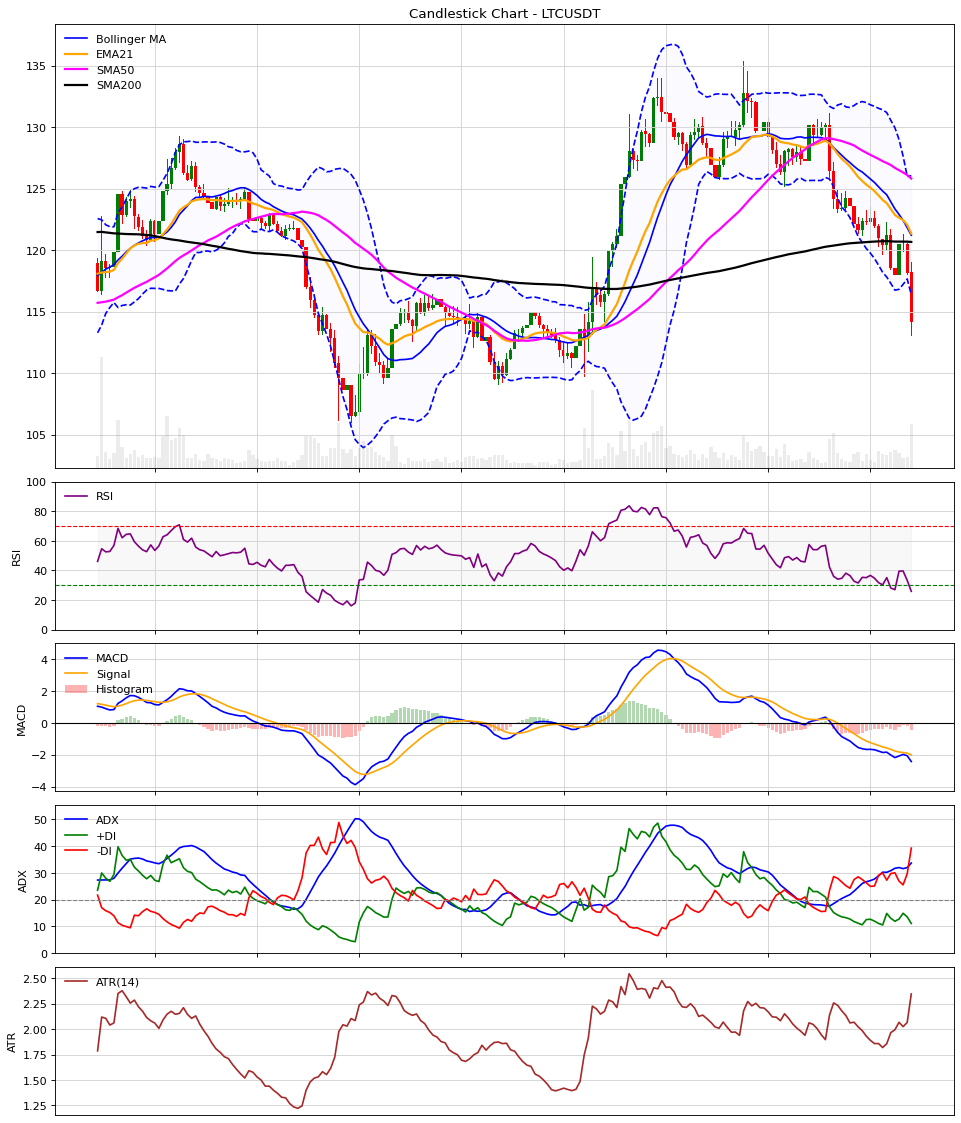 Candlestick Chart - LTCUSDT
Bollinger MA
EMA21
SMA50
SMA200
135
130
125
120
115
110
105
RSI
RSI
100
80
60
40
20
0
MACD
Signal
Histogram
MACD
4
2
0
−2
−4
ADX
+DI
-DI
ADX
50
40
30
20
10
0
ATR(14)
ATR
2.50
2.25
2.00
1.75
1.50
1.25